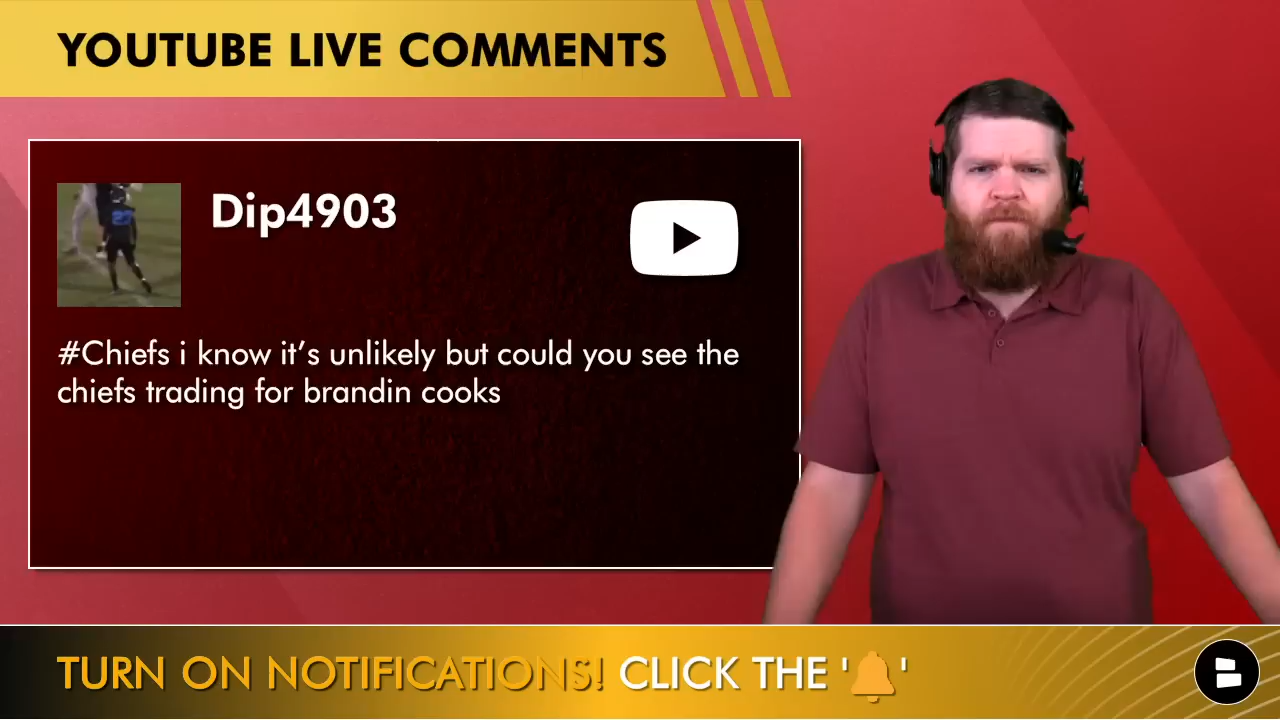 YOUTUBE LIVE COMMENTS
Dip4903
#Chiefs i know it's unlikely but could you see the
chiefs trading for brandin cooks
TURN ON NOTIFICATIONS! CLICK THE '🔔'